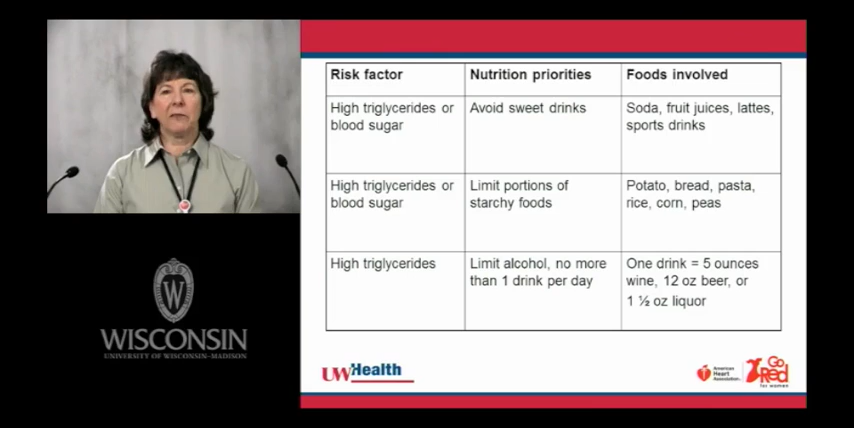 Risk factor
Nutrition priorities
Foods involved
High triglycerides or
blood sugar
Avoid sweet drinks
Soda, fruit juices, lattes,
sports drinks
High triglycerides or
blood sugar
Limit portions of
starchy foods
Potato, bread, pasta,
rice, corn, peas
High triglycerides
Limit alcohol, no more
than 1 drink per day
One drink = 5 ounces
wine, 12 oz beer, or
1 ½ oz liquor
W
WISCONSIN
UNIVERSITY OF WISCONSIN–MADISON
UWHealth
American
Heart
Association
Go
Red
for women